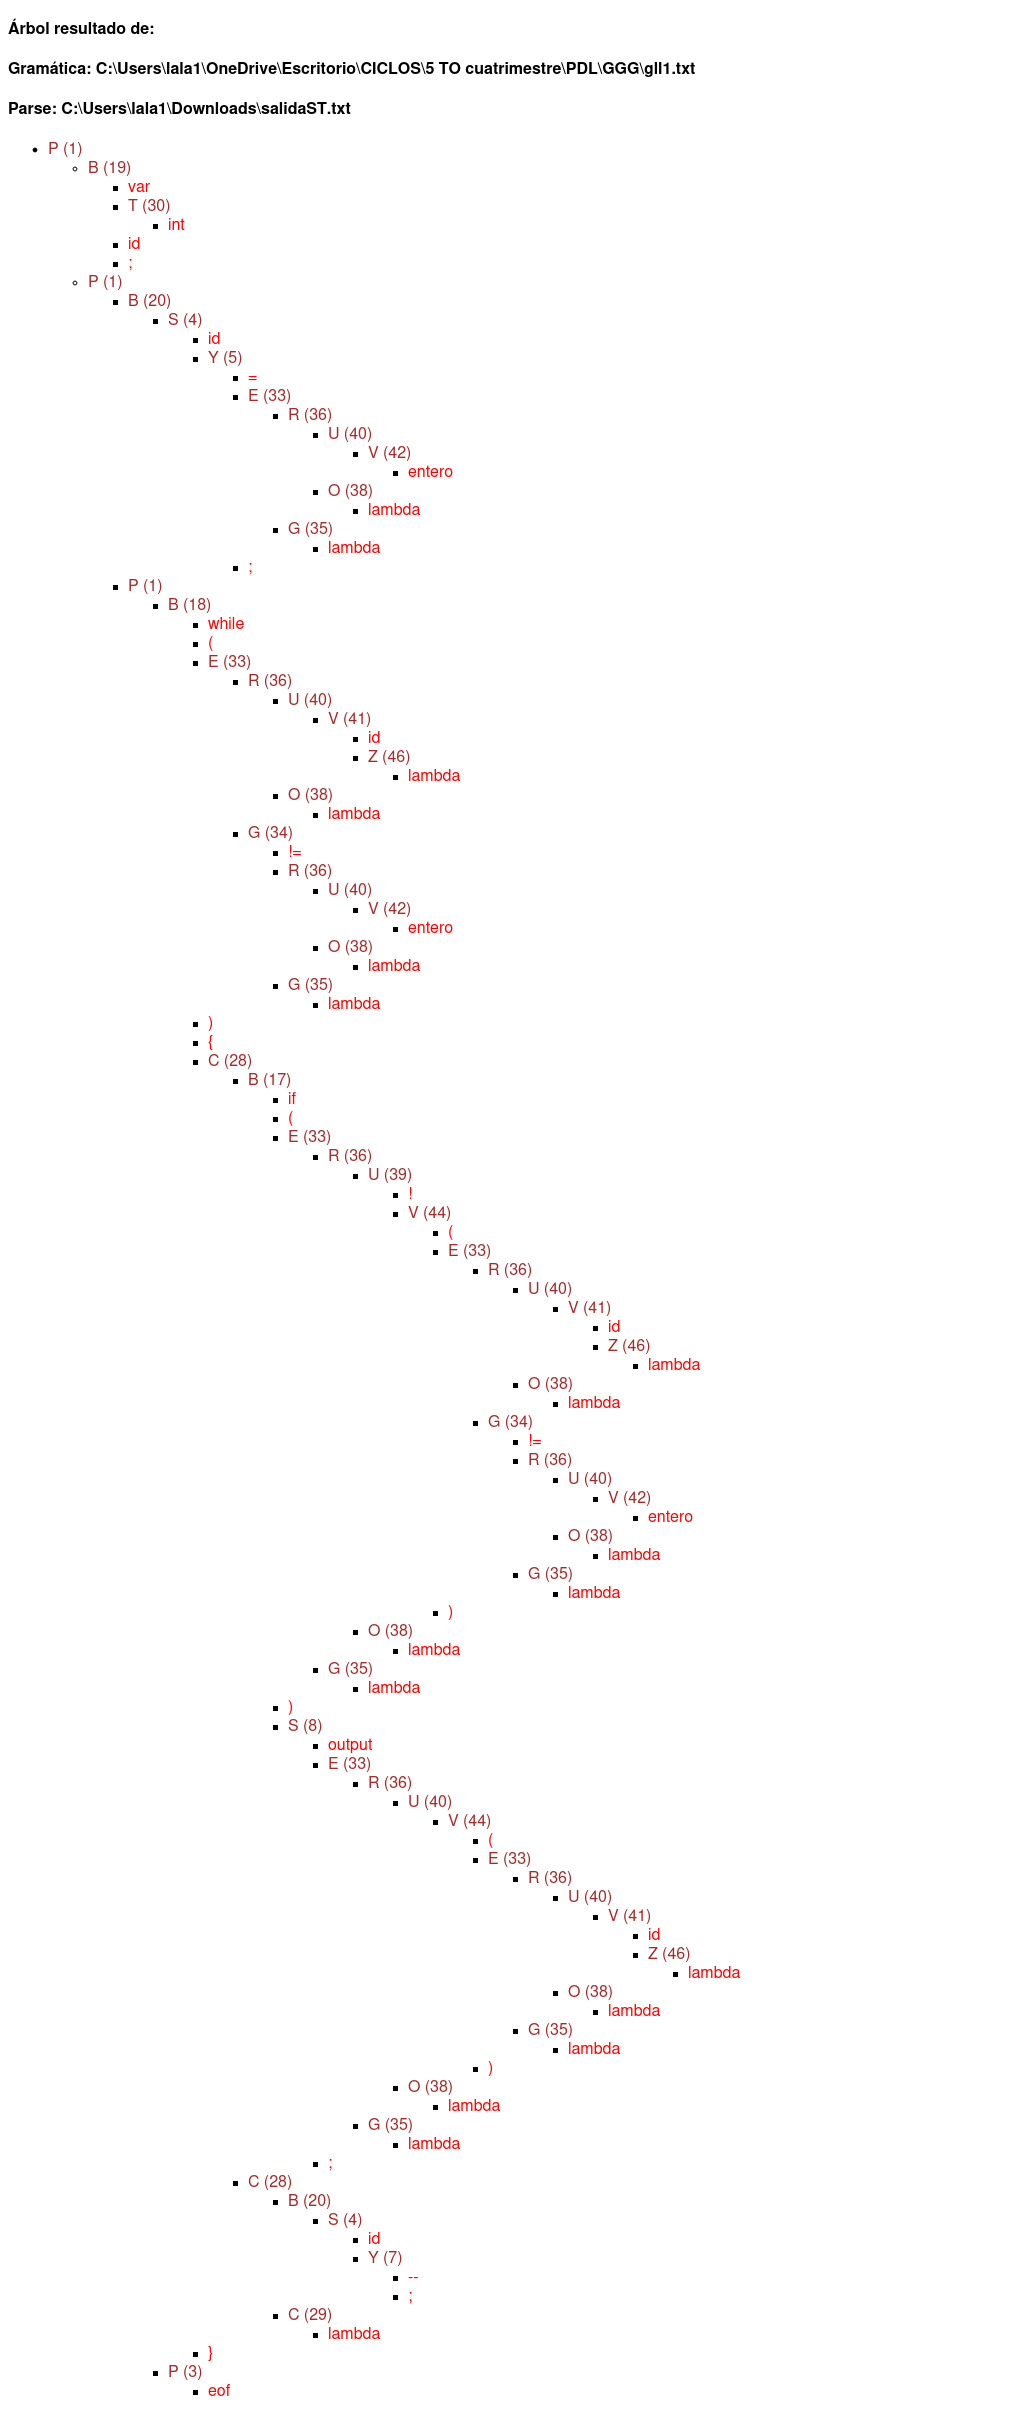 Árbol resultado de:
Gramática: C:\Users\lala1\OneDrive\Escritorio\CICLOS\5 TO cuatrimestre\PDL\GGG\gll1.txt
Parse: C:\Users\lala1\Downloads\salidaST.txt
P (1)
B (19)
var
T (30)
int
id
;
P (1)
B (20)
S (4)
id
Y (5)
=
E (33)
R (36)
U (40)
V (42)
entero
O (38)
lambda
G (35)
lambda
;
P (1)
B (18)
while
(
E (33)
R (36)
U (40)
V (41)
id
Z (46)
lambda
O (38)
lambda
G (34)
!=
R (36)
U (40)
V (42)
entero
O (38)
lambda
G (35)
lambda
)
{
C (28)
B (17)
if
(
E (33)
R (36)
U (39)
!
V (44)
(
E (33)
R (36)
U (40)
V (41)
id
Z (46)
lambda
O (38)
lambda
G (34)
!=
R (36)
U (40)
V (42)
entero
O (38)
lambda
G (35)
lambda
)
O (38)
lambda
G (35)
lambda
)
S (8)
output
E (33)
R (36)
U (40)
V (44)
(
E (33)
R (36)
U (40)
V (41)
id
Z (46)
lambda
O (38)
lambda
G (35)
lambda
)
O (38)
lambda
G (35)
lambda
;
C (28)
B (20)
S (4)
id
Y (7)
--
;
C (29)
lambda
}
P (3)
eof